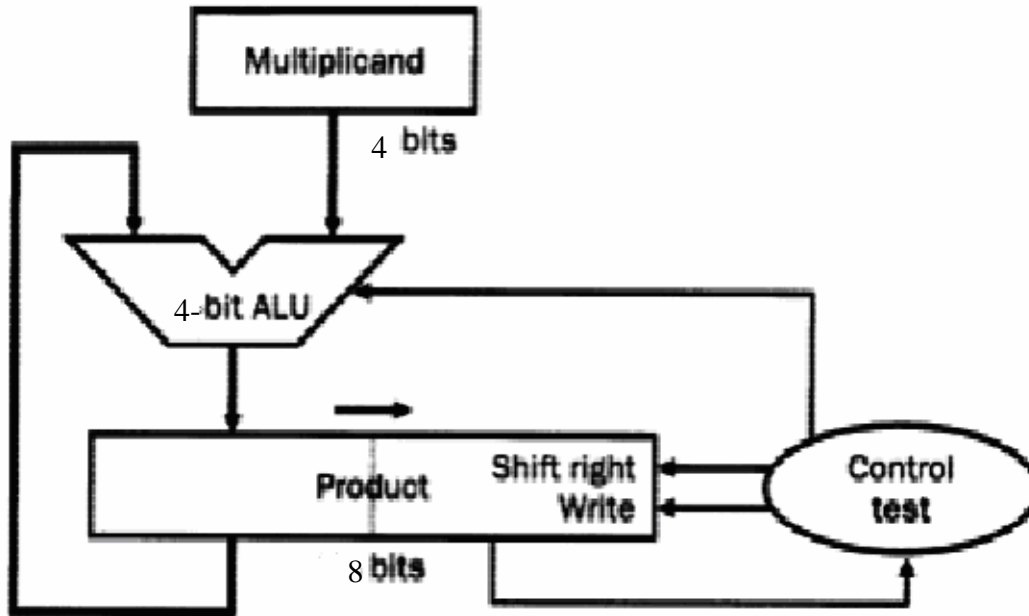 Multiplicand
4 bits
4-bit ALU
Shift right
Product
Write
Control
test
8 bits